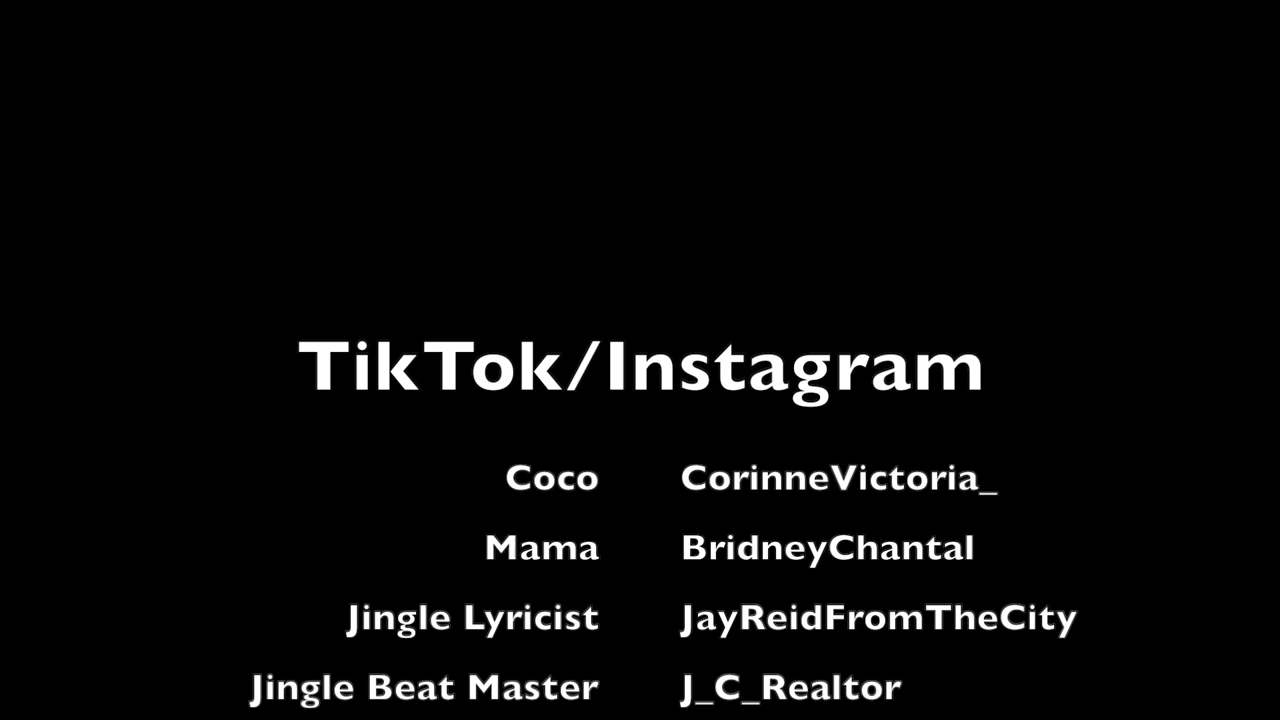 TikTok/Instagram
Coco CorinneVictoria_
Mama BridneyChantal
Jingle Lyricist JayReidFromTheCity
Jingle Beat Master J_C_Realtor